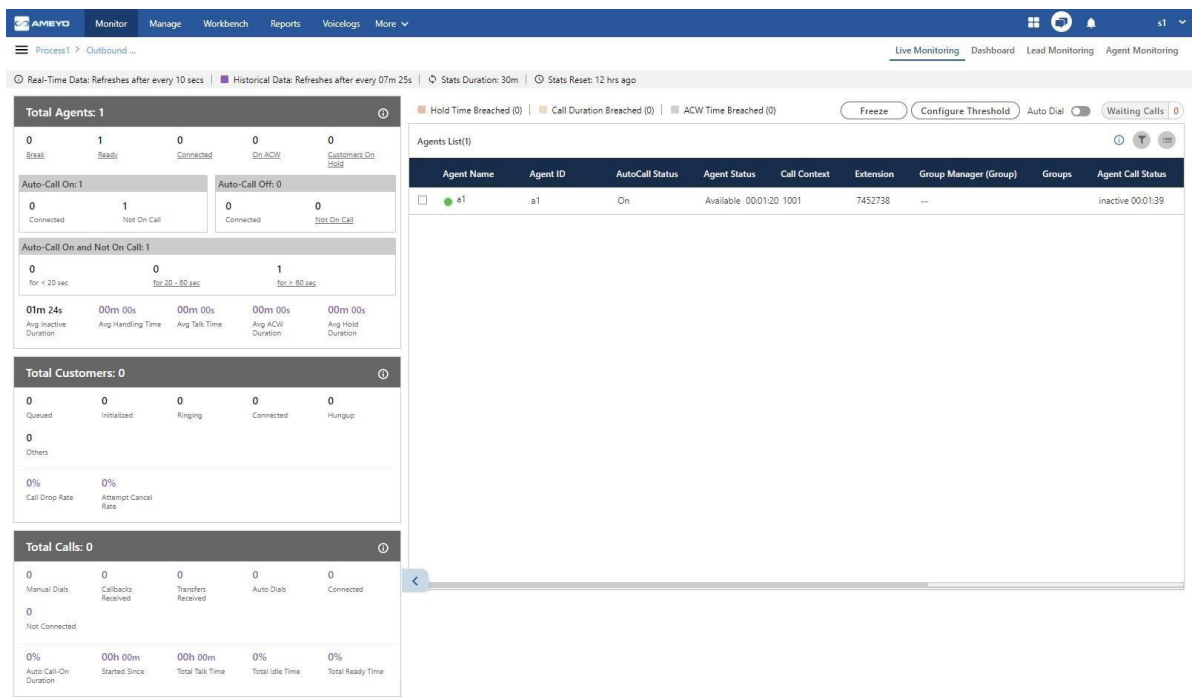 AMEYO Monitor Manage Workbench Reports Voicelogs More s1
Process1 > Outbound ... Live Monitoring Dashboard Lead Monitoring Agent Monitoring
Real-Time Data: Refreshes after every 10 secs | Historical Data: Refreshes after every 07m 25s | Stats Duration: 30m | Stats Reset: 12 hrs ago
Total Agents: 1
0 1 0 0 0
Break Ready Connected On ACW Customers On Hold
Auto-Call On: 1 Auto-Call Off: 0
0 1 0 0
Connected Not On Call Connected Not On Call
Auto-Call On and Not On Call: 1
0 0 1
for < 20 sec for 20 - 60 sec for > 60 sec
01m 24s 00m 00s 00m 00s 00m 00s 00m 00s
Avg Inactive Duration Avg Handling Time Avg Talk Time Avg ACW Duration Avg Hold Duration
Total Customers: 0
0 0 0 0 0
Queued Initialized Ringing Connected Hungup
0
Others
0% 0%
Call Drop Rate Attempt Cancel Rate
Total Calls: 0
0 0 0 0 0
Manual Dials Callbacks Received Transfers Received Auto Dials Connected
0
Not Connected
0% 00h 00m 00h 00m 0% 0%
Auto Call-On Duration Started Since Total Talk Time Total Idle Time Total Ready Time
Hold Time Breached (0) | Call Duration Breached (0) | ACW Time Breached (0) Freeze Configure Threshold Auto Dial Waiting Calls 0
Agents List(1)
Agent Name Agent ID AutoCall Status Agent Status Call Context Extension Group Manager (Group) Groups Agent Call Status
a1 a1 On Available 00:01:20 1001 7452738 -- inactive 00:01:39